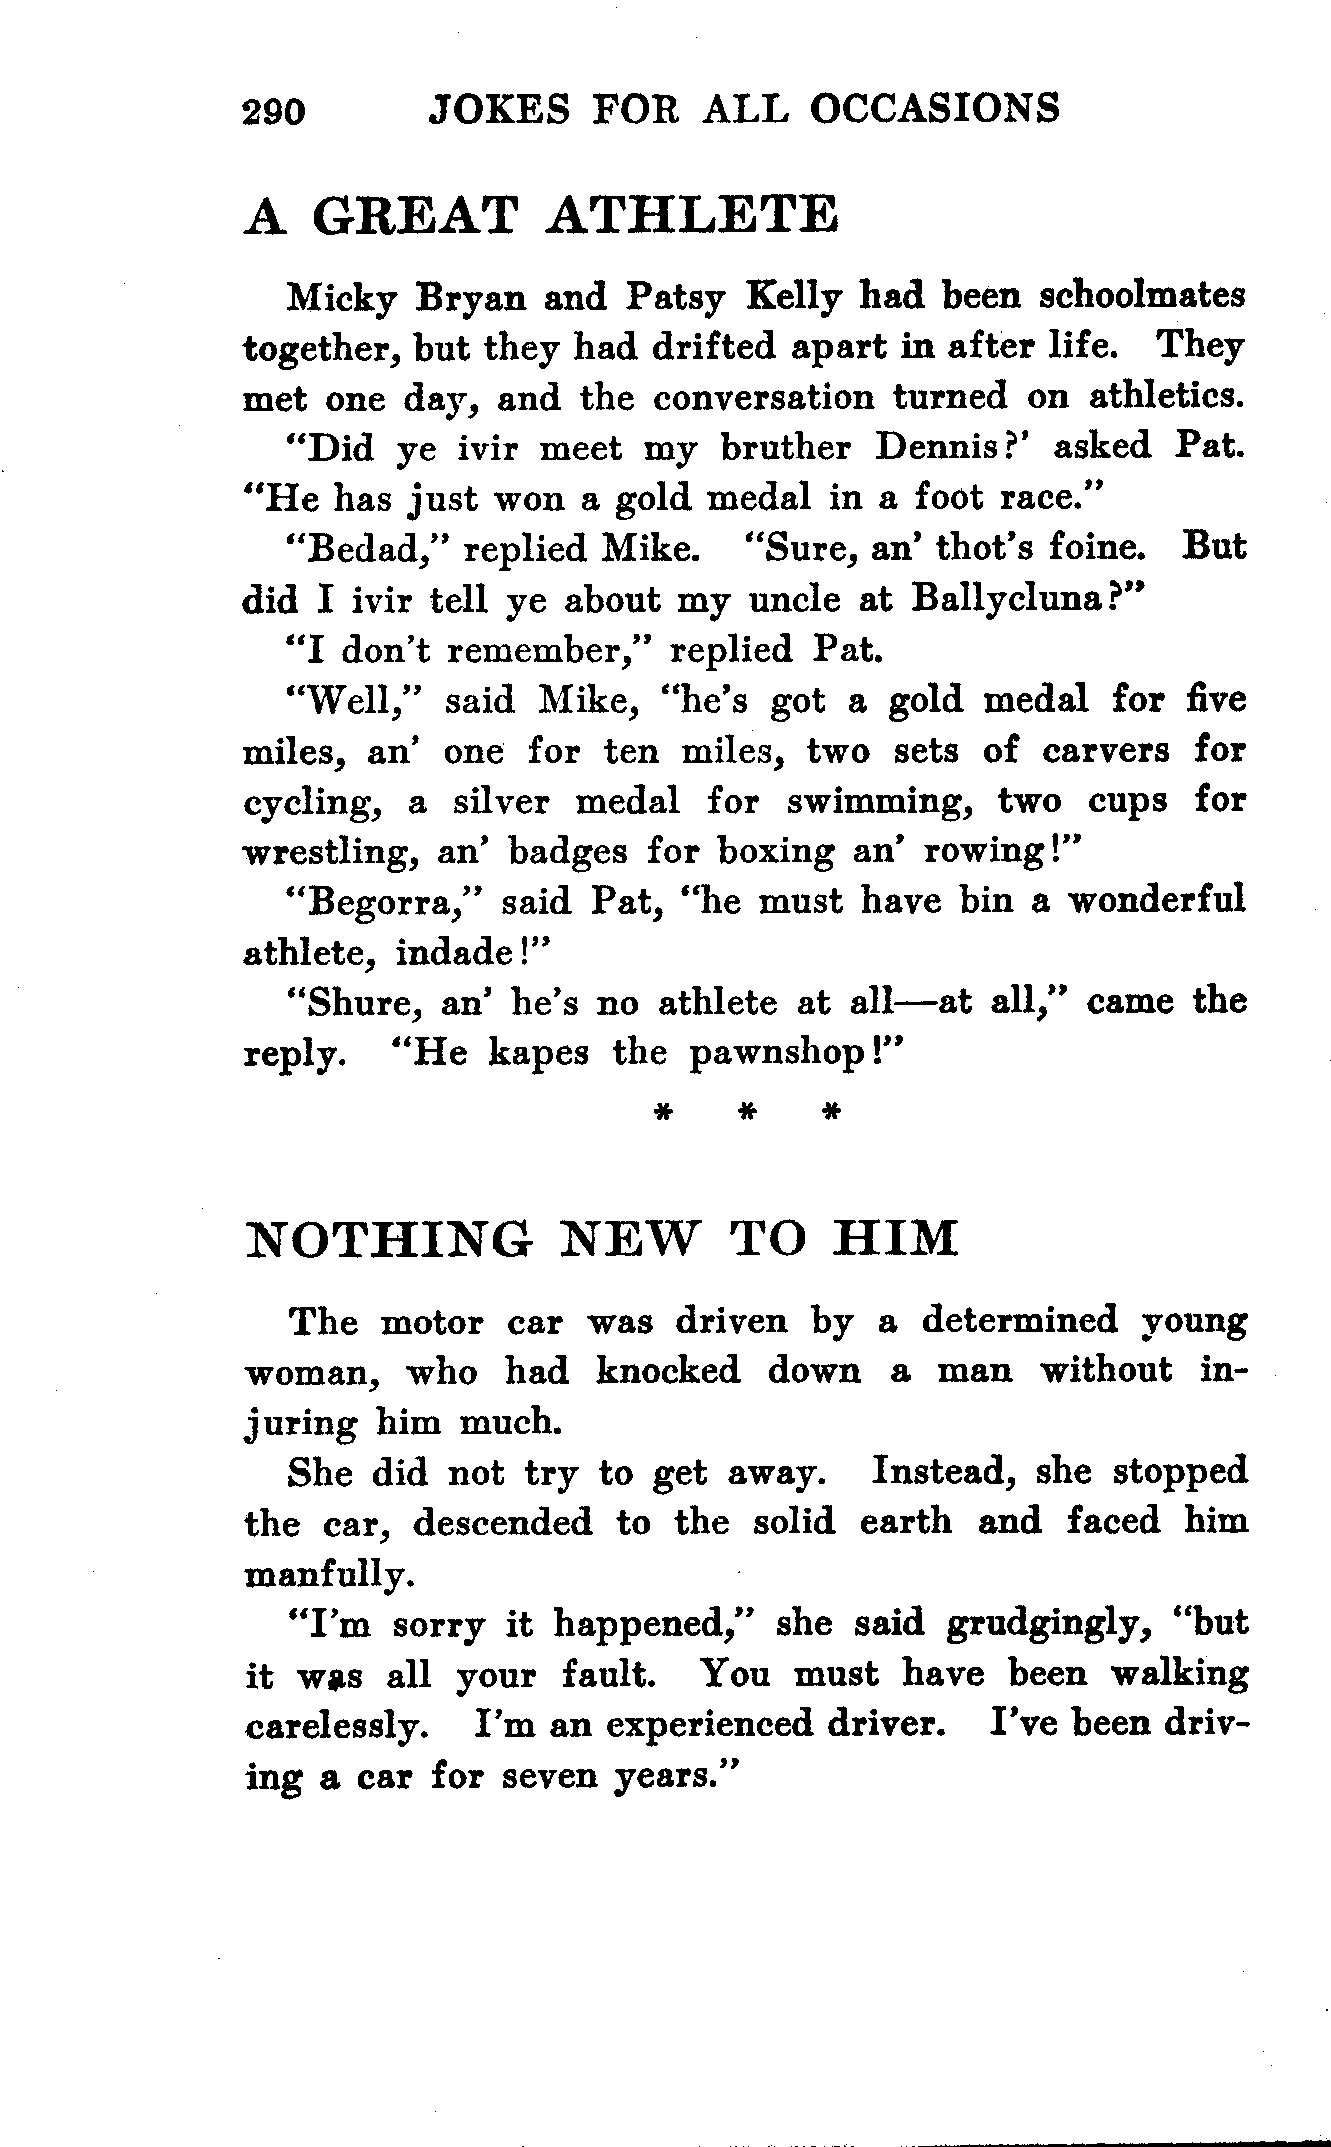 290 JOKES FOR ALL OCCASIONS
A GREAT ATHLETE
Micky Bryan and Patsy Kelly had been schoolmates
together, but they had drifted apart in after life. They
met one day, and the conversation turned on athletics.
"Did ye ivir meet my bruther Dennis?' asked Pat.
"He has just won a gold medal in a foot race."
"Bedad," replied Mike. "Sure, an' thot's foine. But
did I ivir tell ye about my uncle at Ballycluna?"
"I don't remember," replied Pat.
"Well," said Mike, "he's got a gold medal for five
miles, an' one for ten miles, two sets of carvers for
cycling, a silver medal for swimming, two cups for
wrestling, an' badges for boxing an' rowing!"
"Begorra," said Pat, "he must have bin a wonderful
athlete, indade!"
"Shure, an' he's no athlete at all—at all," came the
reply. "He kapes the pawnshop!"
* * *
NOTHING NEW TO HIM
The motor car was driven by a determined young
woman, who had knocked down a man without in-
juring him much.
She did not try to get away. Instead, she stopped
the car, descended to the solid earth and faced him
manfully.
"I'm sorry it happened," she said grudgingly, "but
it was all your fault. You must have been walking
carelessly. I'm an experienced driver. I've been driv-
ing a car for seven years."